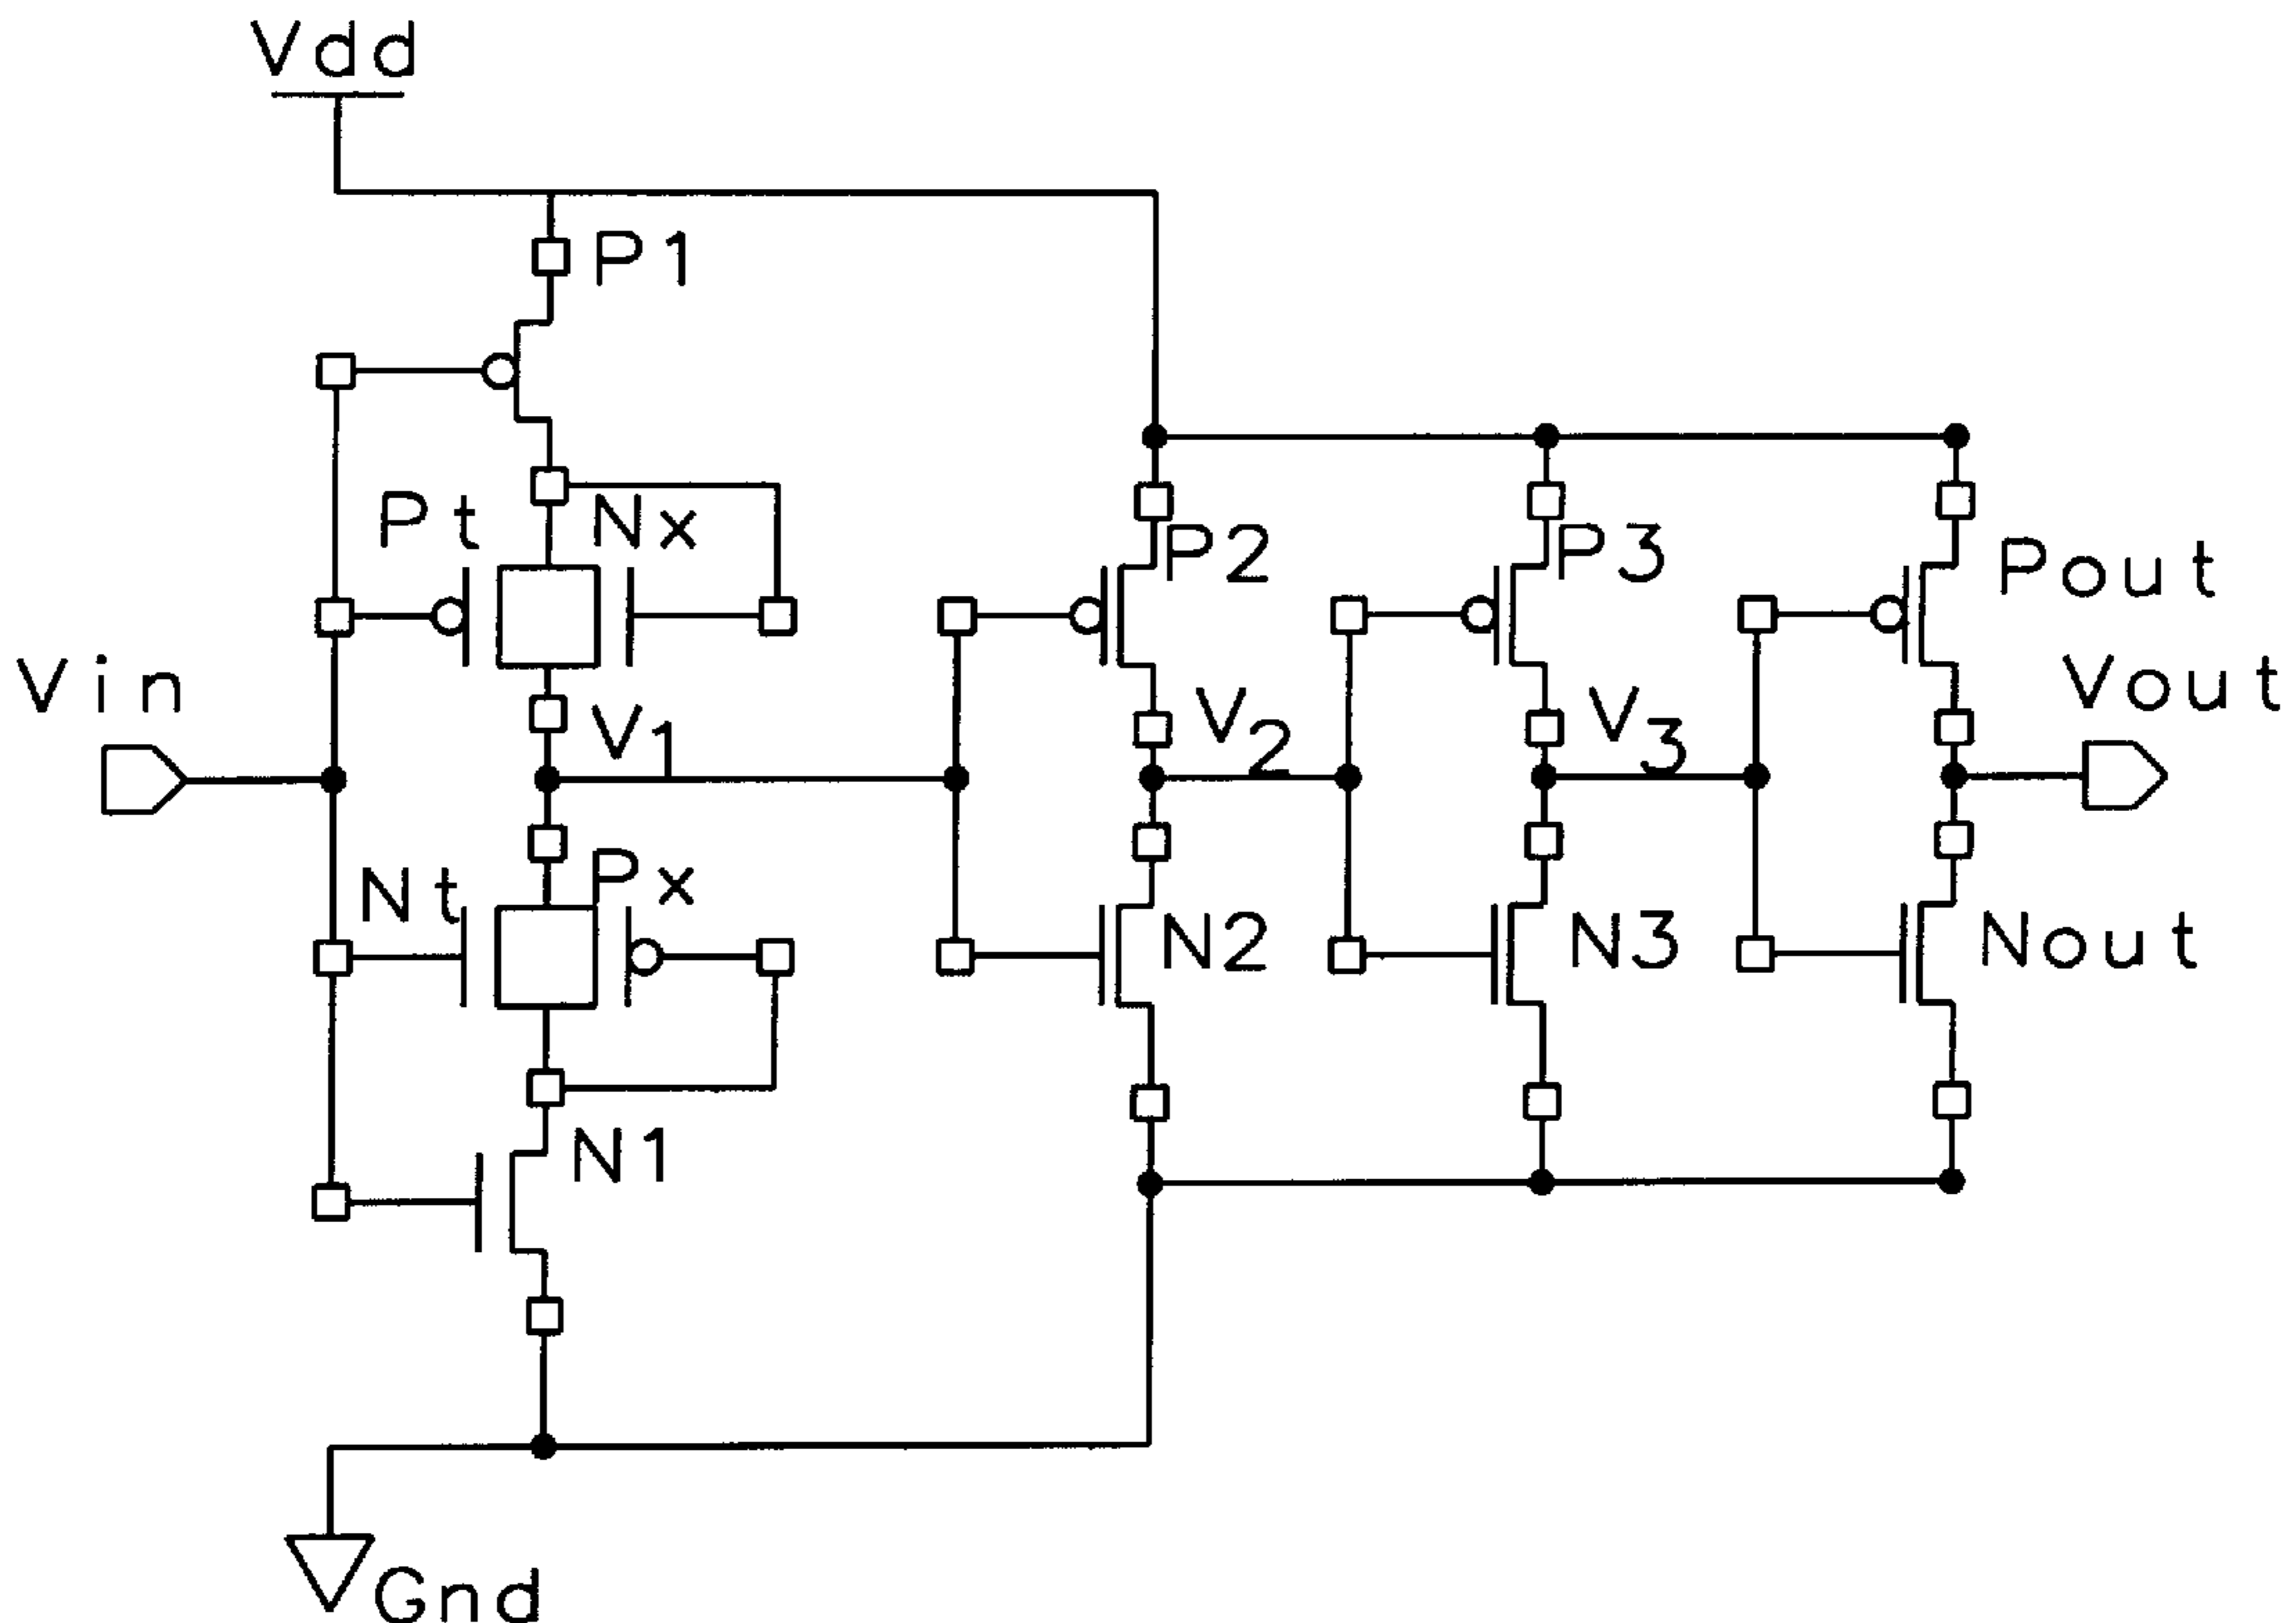 Vdd
P1
Pt
Nx
P2
P3
Pout
Vin
V1
V2
V3
Vout
Nt
Px
N2
N3
Nout
N1
Gnd